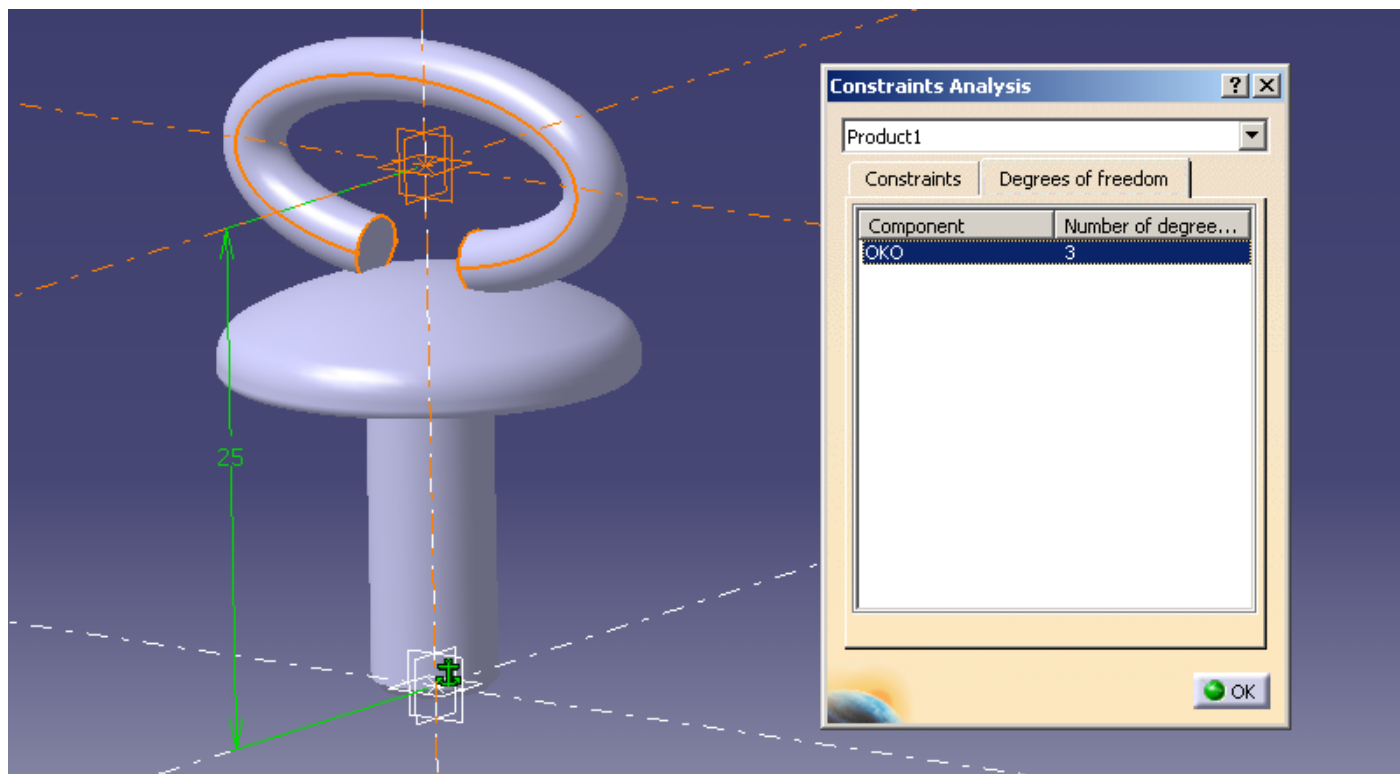 Constraints Analysis
? X
Product1
Constraints Degrees of freedom
Component Number of degree...
OKO 3
25
OK